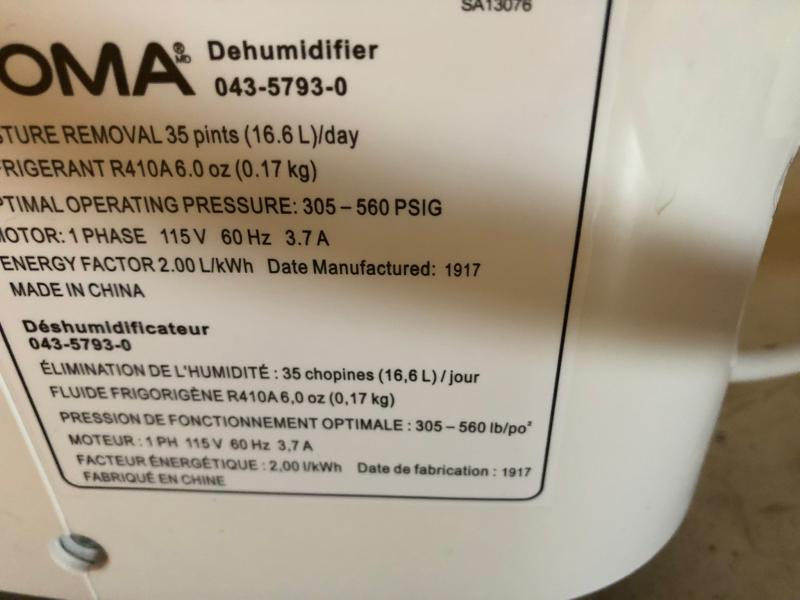 SA13076
OMA®MD Dehumidifier
043-5793-0
TURE REMOVAL 35 pints (16.6 L)/day
FRIGERANT R410A 6.0 oz (0.17 kg)
PTIMAL OPERATING PRESSURE: 305 – 560 PSIG
MOTOR: 1 PHASE 115 V 60 Hz 3.7 A
ENERGY FACTOR 2.00 L/kWh Date Manufactured: 1917
MADE IN CHINA
Déshumidificateur
043-5793-0
ÉLIMINATION DE L'HUMIDITÉ : 35 chopines (16,6 L) / jour
FLUIDE FRIGORIGÈNE R410A 6,0 oz (0,17 kg)
PRESSION DE FONCTIONNEMENT OPTIMALE : 305 – 560 lb/po²
MOTEUR : 1 PH 115 V 60 Hz 3,7 A
FACTEUR ÉNERGÉTIQUE : 2,00 l/kWh Date de fabrication : 1917
FABRIQUÉ EN CHINE